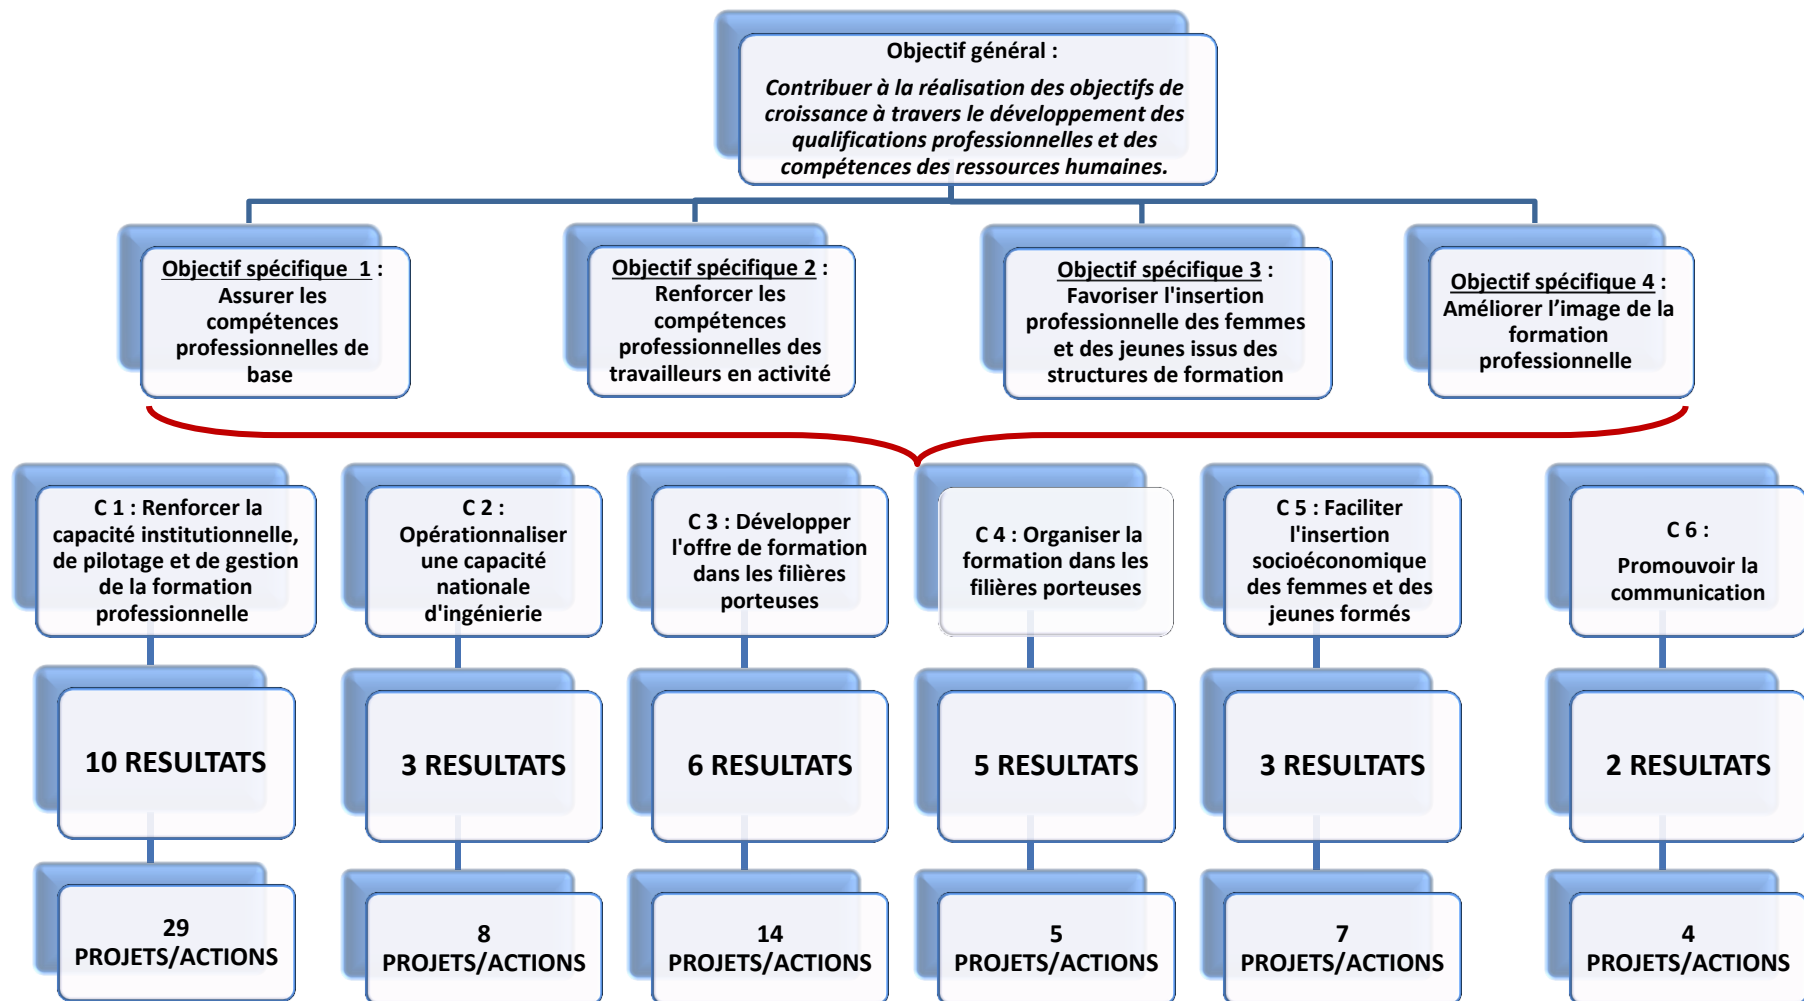 Objectif général :
Contribuer à la réalisation des objectifs de
croissance à travers le développement des
qualifications professionnelles et des
compétences des ressources humaines.
Objectif spécifique 1 :
Assurer les
compétences
professionnelles de
base
Objectif spécifique 2 :
Renforcer les
compétences
professionnelles des
travailleurs en activité
Objectif spécifique 3 :
Favoriser l'insertion
professionnelle des femmes
et des jeunes issus des
structures de formation
Objectif spécifique 4 :
Améliorer l’image de la
formation
professionnelle
C 1 : Renforcer la
capacité institutionnelle,
de pilotage et de gestion
de la formation
professionnelle
C 2 :
Opérationnaliser
une capacité
nationale
d'ingénierie
C 3 : Développer
l'offre de formation
dans les filières
porteuses
C 4 : Organiser la
formation dans les
filières porteuses
C 5 : Faciliter
l'insertion
socioéconomique
des femmes et des
jeunes formés
C 6 :
Promouvoir la
communication
10 RESULTATS
3 RESULTATS
6 RESULTATS
5 RESULTATS
3 RESULTATS
2 RESULTATS
29
PROJETS/ACTIONS
8
PROJETS/ACTIONS
14
PROJETS/ACTIONS
5
PROJETS/ACTIONS
7
PROJETS/ACTIONS
4
PROJETS/ACTIONS